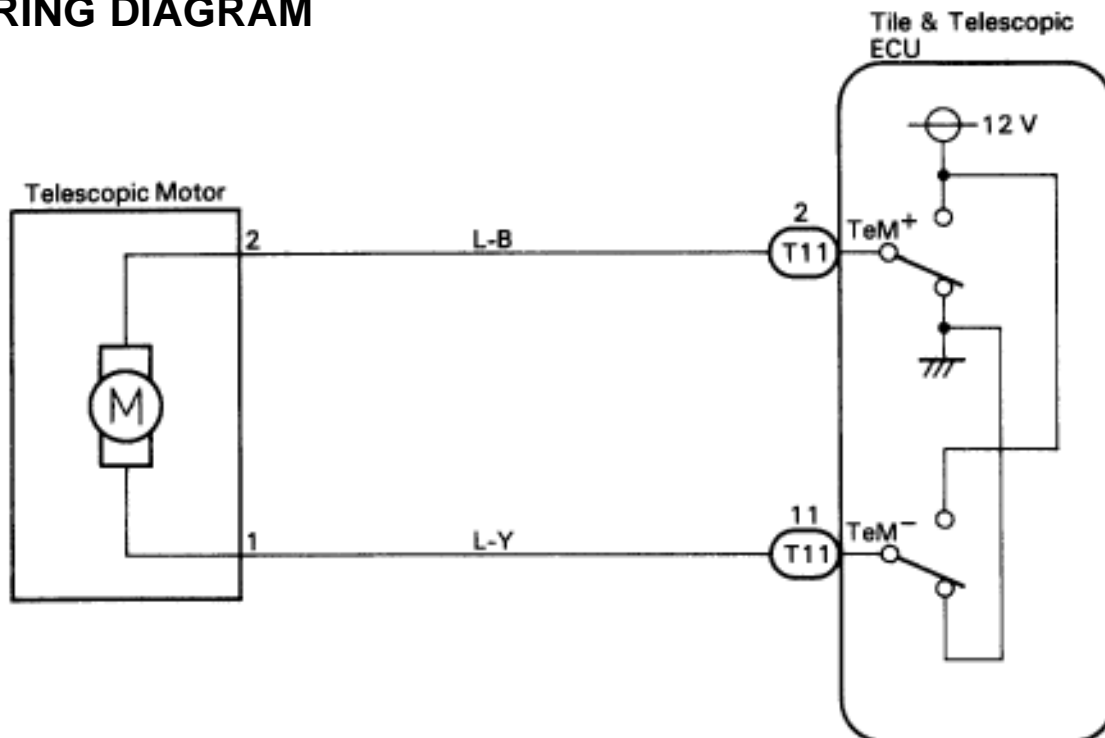 RING DIAGRAM
Tile & Telescopic
ECU
12 V
Telescopic Motor
2
L-B
2
T11
TeM+
M
1
L-Y
11
T11
TeM-